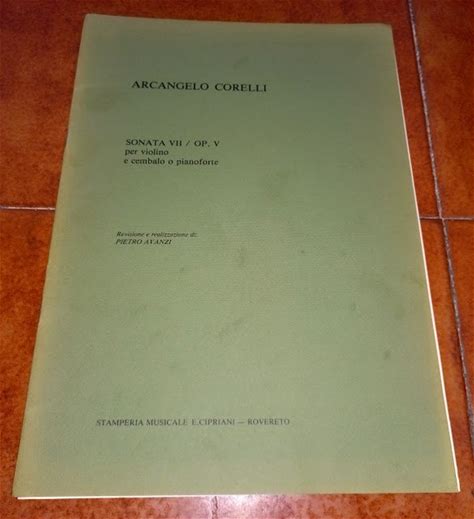 ARCANGELO CORELLI
SONATA VII / OP. V
per violino
e cembalo o pianoforte
Revisione e realizzazione di:
PIETRO AVANZI
STAMPERIA MUSICALE E.CIPRIANI — ROVERETO